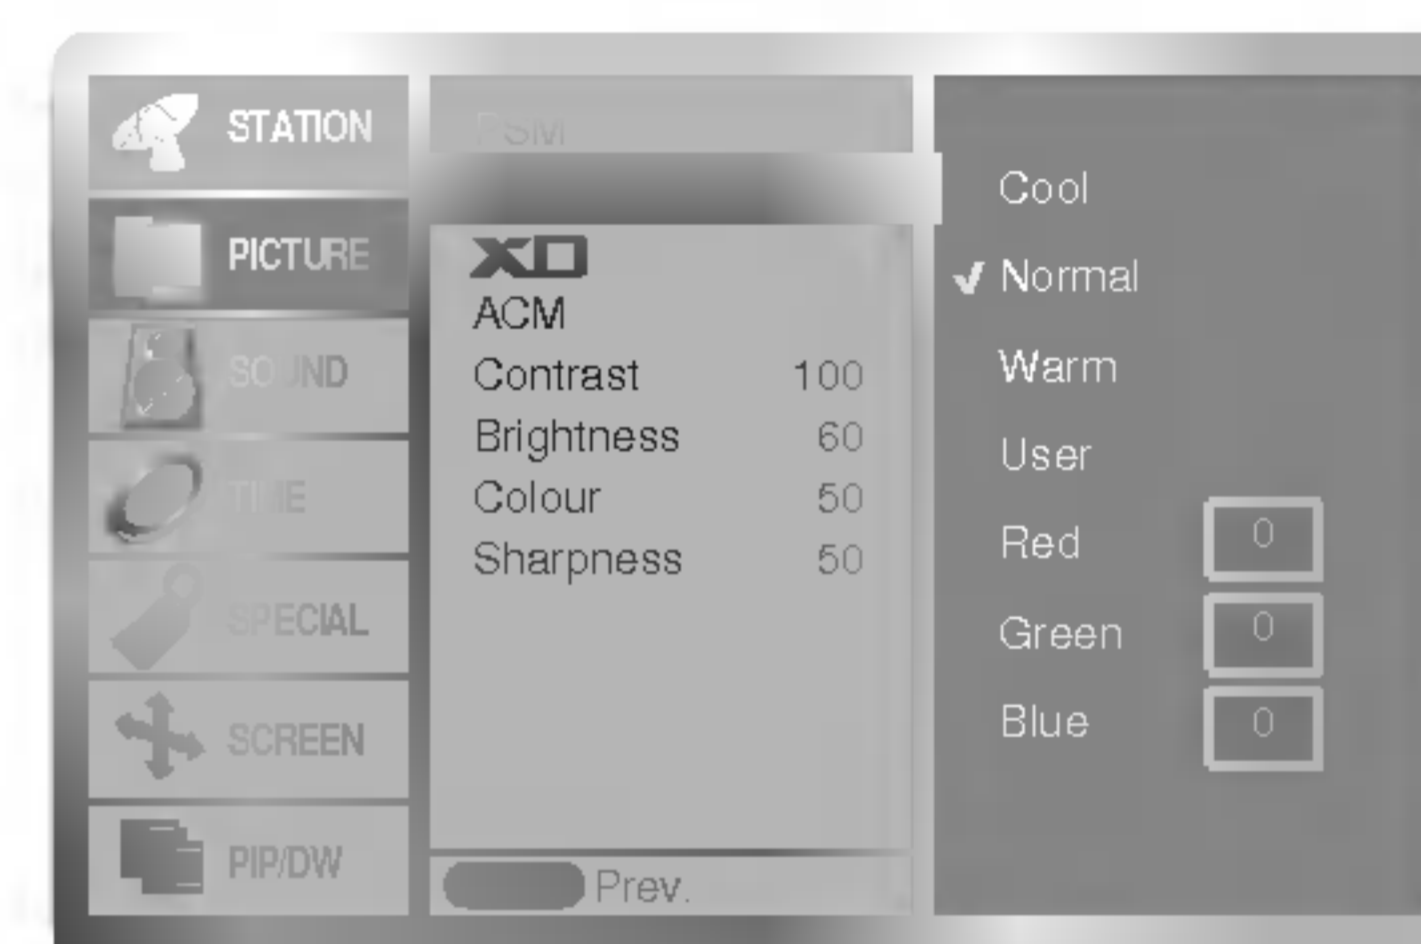 STATION
PICTURE
SOUND
TIME
SPECIAL
SCREEN
PIP/DW
PSM
XD
ACM
Contrast 100
Brightness 60
Colour 50
Sharpness 50
Prev.
Cool
Normal
Warm
User
Red 0
Green 0
Blue 0